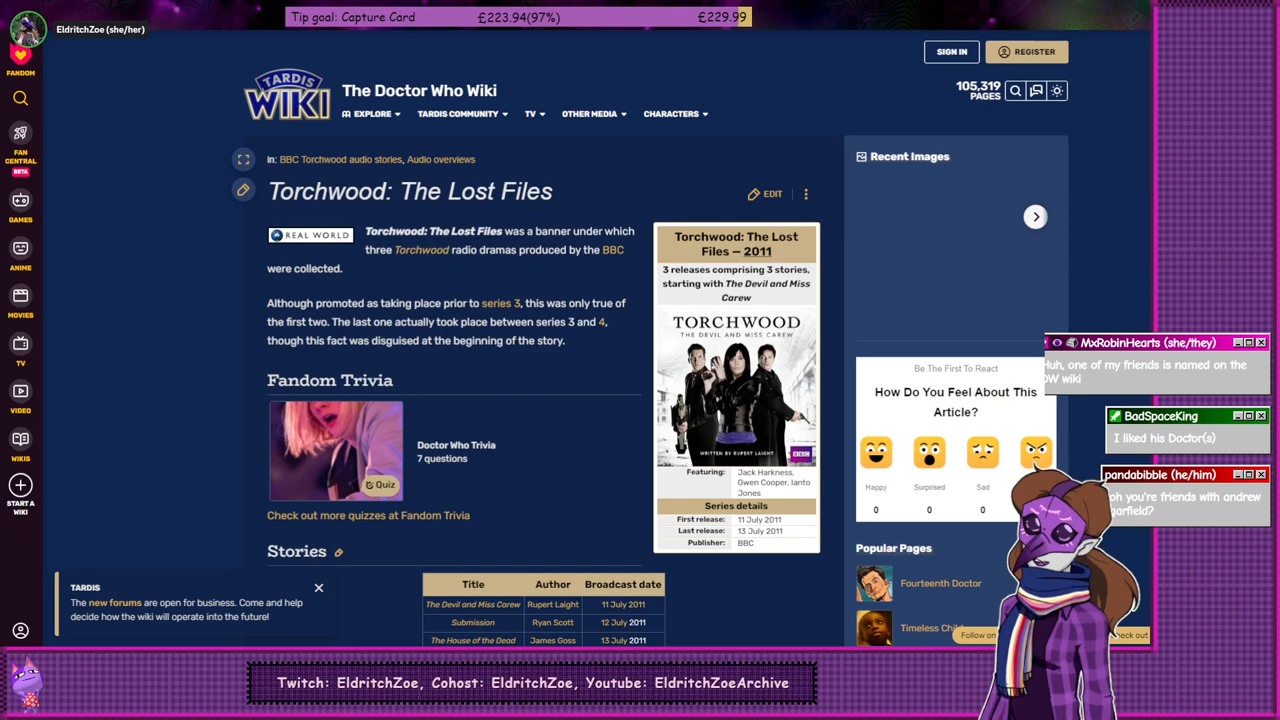 Tip goal: Capture Card £223.94(97%) £229.99
EldritchZoe (she/her)
FANDOM
FAN
CENTRAL
BETA
GAMES
ANIME
MOVIES
TV
VIDEO
WIKIS
START A
WIKI
SIGN IN
REGISTER
TARDIS
WIKI
The Doctor Who Wiki
105,319
PAGES
EXPLORE
TARDIS COMMUNITY
TV
OTHER MEDIA
CHARACTERS
in: BBC Torchwood audio stories, Audio overviews
Torchwood: The Lost Files
EDIT
REAL WORLD
Torchwood: The Lost Files was a banner under which
three Torchwood radio dramas produced by the BBC
were collected.
Although promoted as taking place prior to series 3, this was only true of
the first two. The last one actually took place between series 3 and 4,
though this fact was disguised at the beginning of the story.
Fandom Trivia
Quiz
Doctor Who Trivia
7 questions
Check out more quizzes at Fandom Trivia
Stories
Title Author Broadcast date
The Devil and Miss Carew Rupert Laight 11 July 2011
Submission Ryan Scott 12 July 2011
The House of the Dead James Goss 13 July 2011
Torchwood: The Lost
Files — 2011
3 releases comprising 3 stories,
starting with The Devil and Miss
Carew
TORCHWOOD
THE DEVIL AND MISS CAREW
WRITTEN BY RUPERT LAIGHT
BBC
Featuring: Jack Harkness,
Gwen Cooper, Ianto
Jones
Series details
First release: 11 July 2011
Last release: 13 July 2011
Publisher: BBC
Recent Images
Be The First To React
How Do You Feel About This
Article?
Happy
Surprised
Sad
0
0
0
Popular Pages
Fourteenth Doctor
Timeless
Follow on
heck out
MxRobinHearts (she/they)
Huh, one of my friends is named on the
DW wiki
BadSpaceKing
I liked his Doctor(s)
pandabibble (he/him)
oh you're friends with andrew
garfield?
TARDIS
The new forums are open for business. Come and help
decide how the wiki will operate into the future!
Twitch: EldritchZoe, Cohost: EldritchZoe, Youtube: EldritchZoeArchive